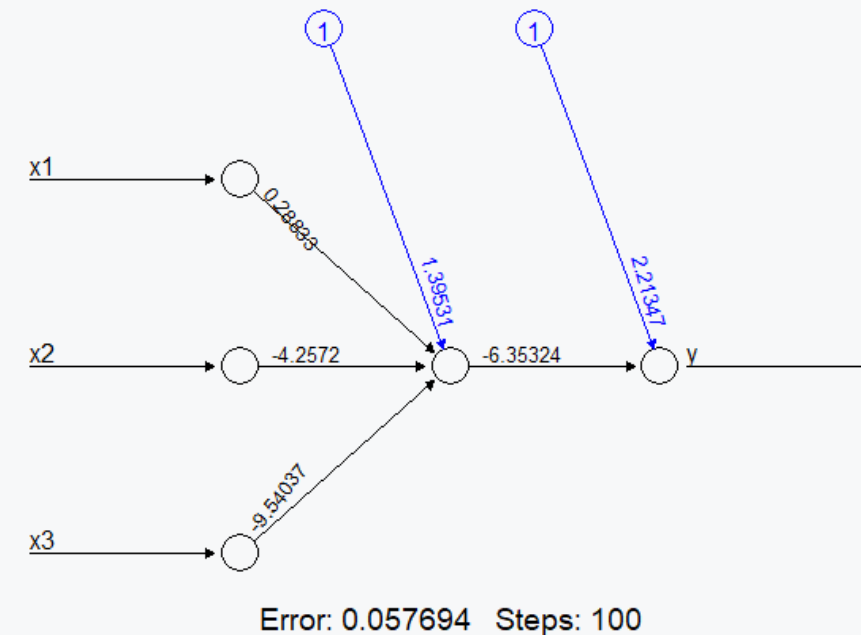 1 1
x1
0.28833
1.39531
2.21347
x2
-4.2572
-6.35324
y
-9.54037
x3
Error: 0.057694 Steps: 100